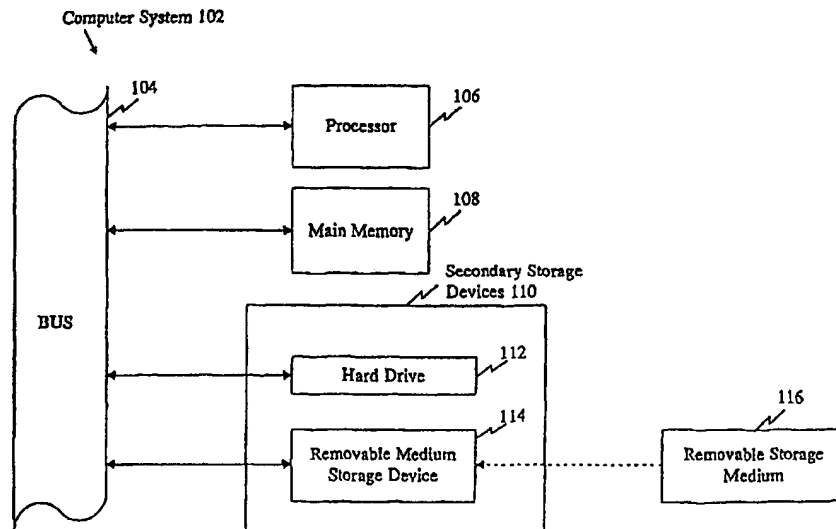 Computer System 102
104
106
Processor
108
Main Memory
Secondary Storage
Devices 110
BUS
112
Hard Drive
114
116
Removable Medium
Storage Device
Removable Storage
Medium